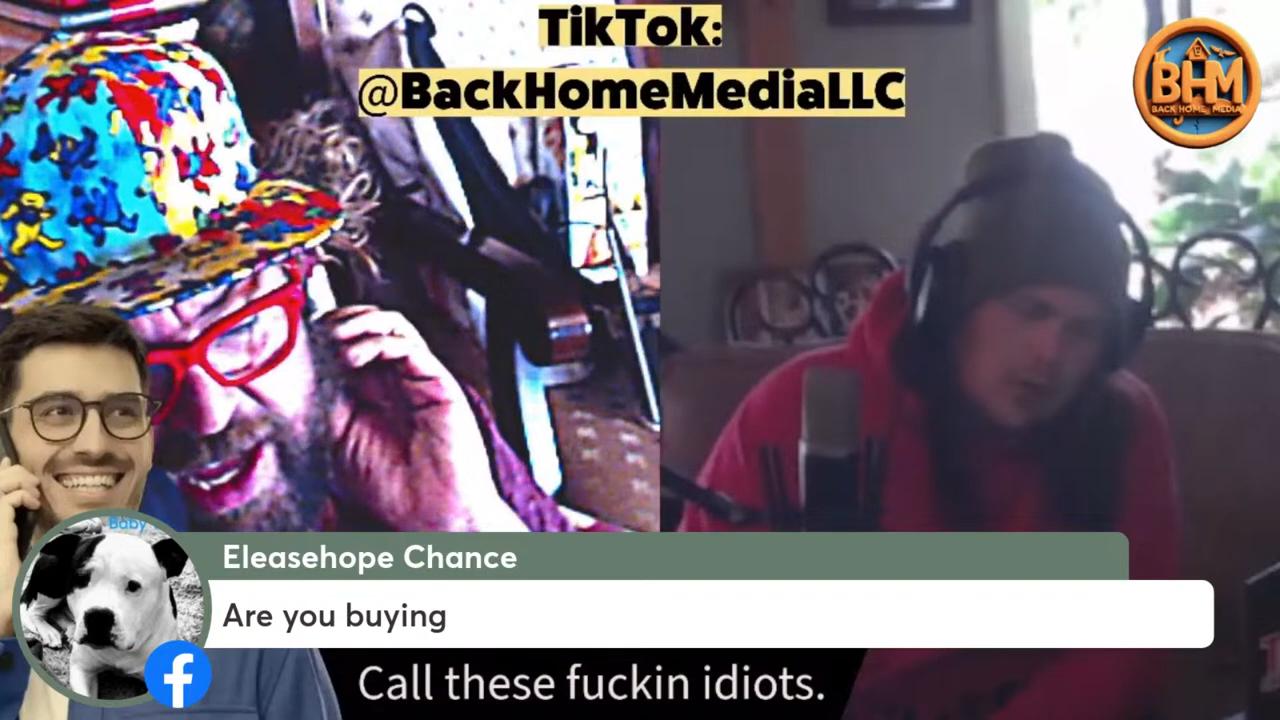 TikTok:
@BackHomeMediaLLC
BHM
BACK HOME MEDIA
Baby
Eleasehope Chance
Are you buying
Call these fuckin idiots.